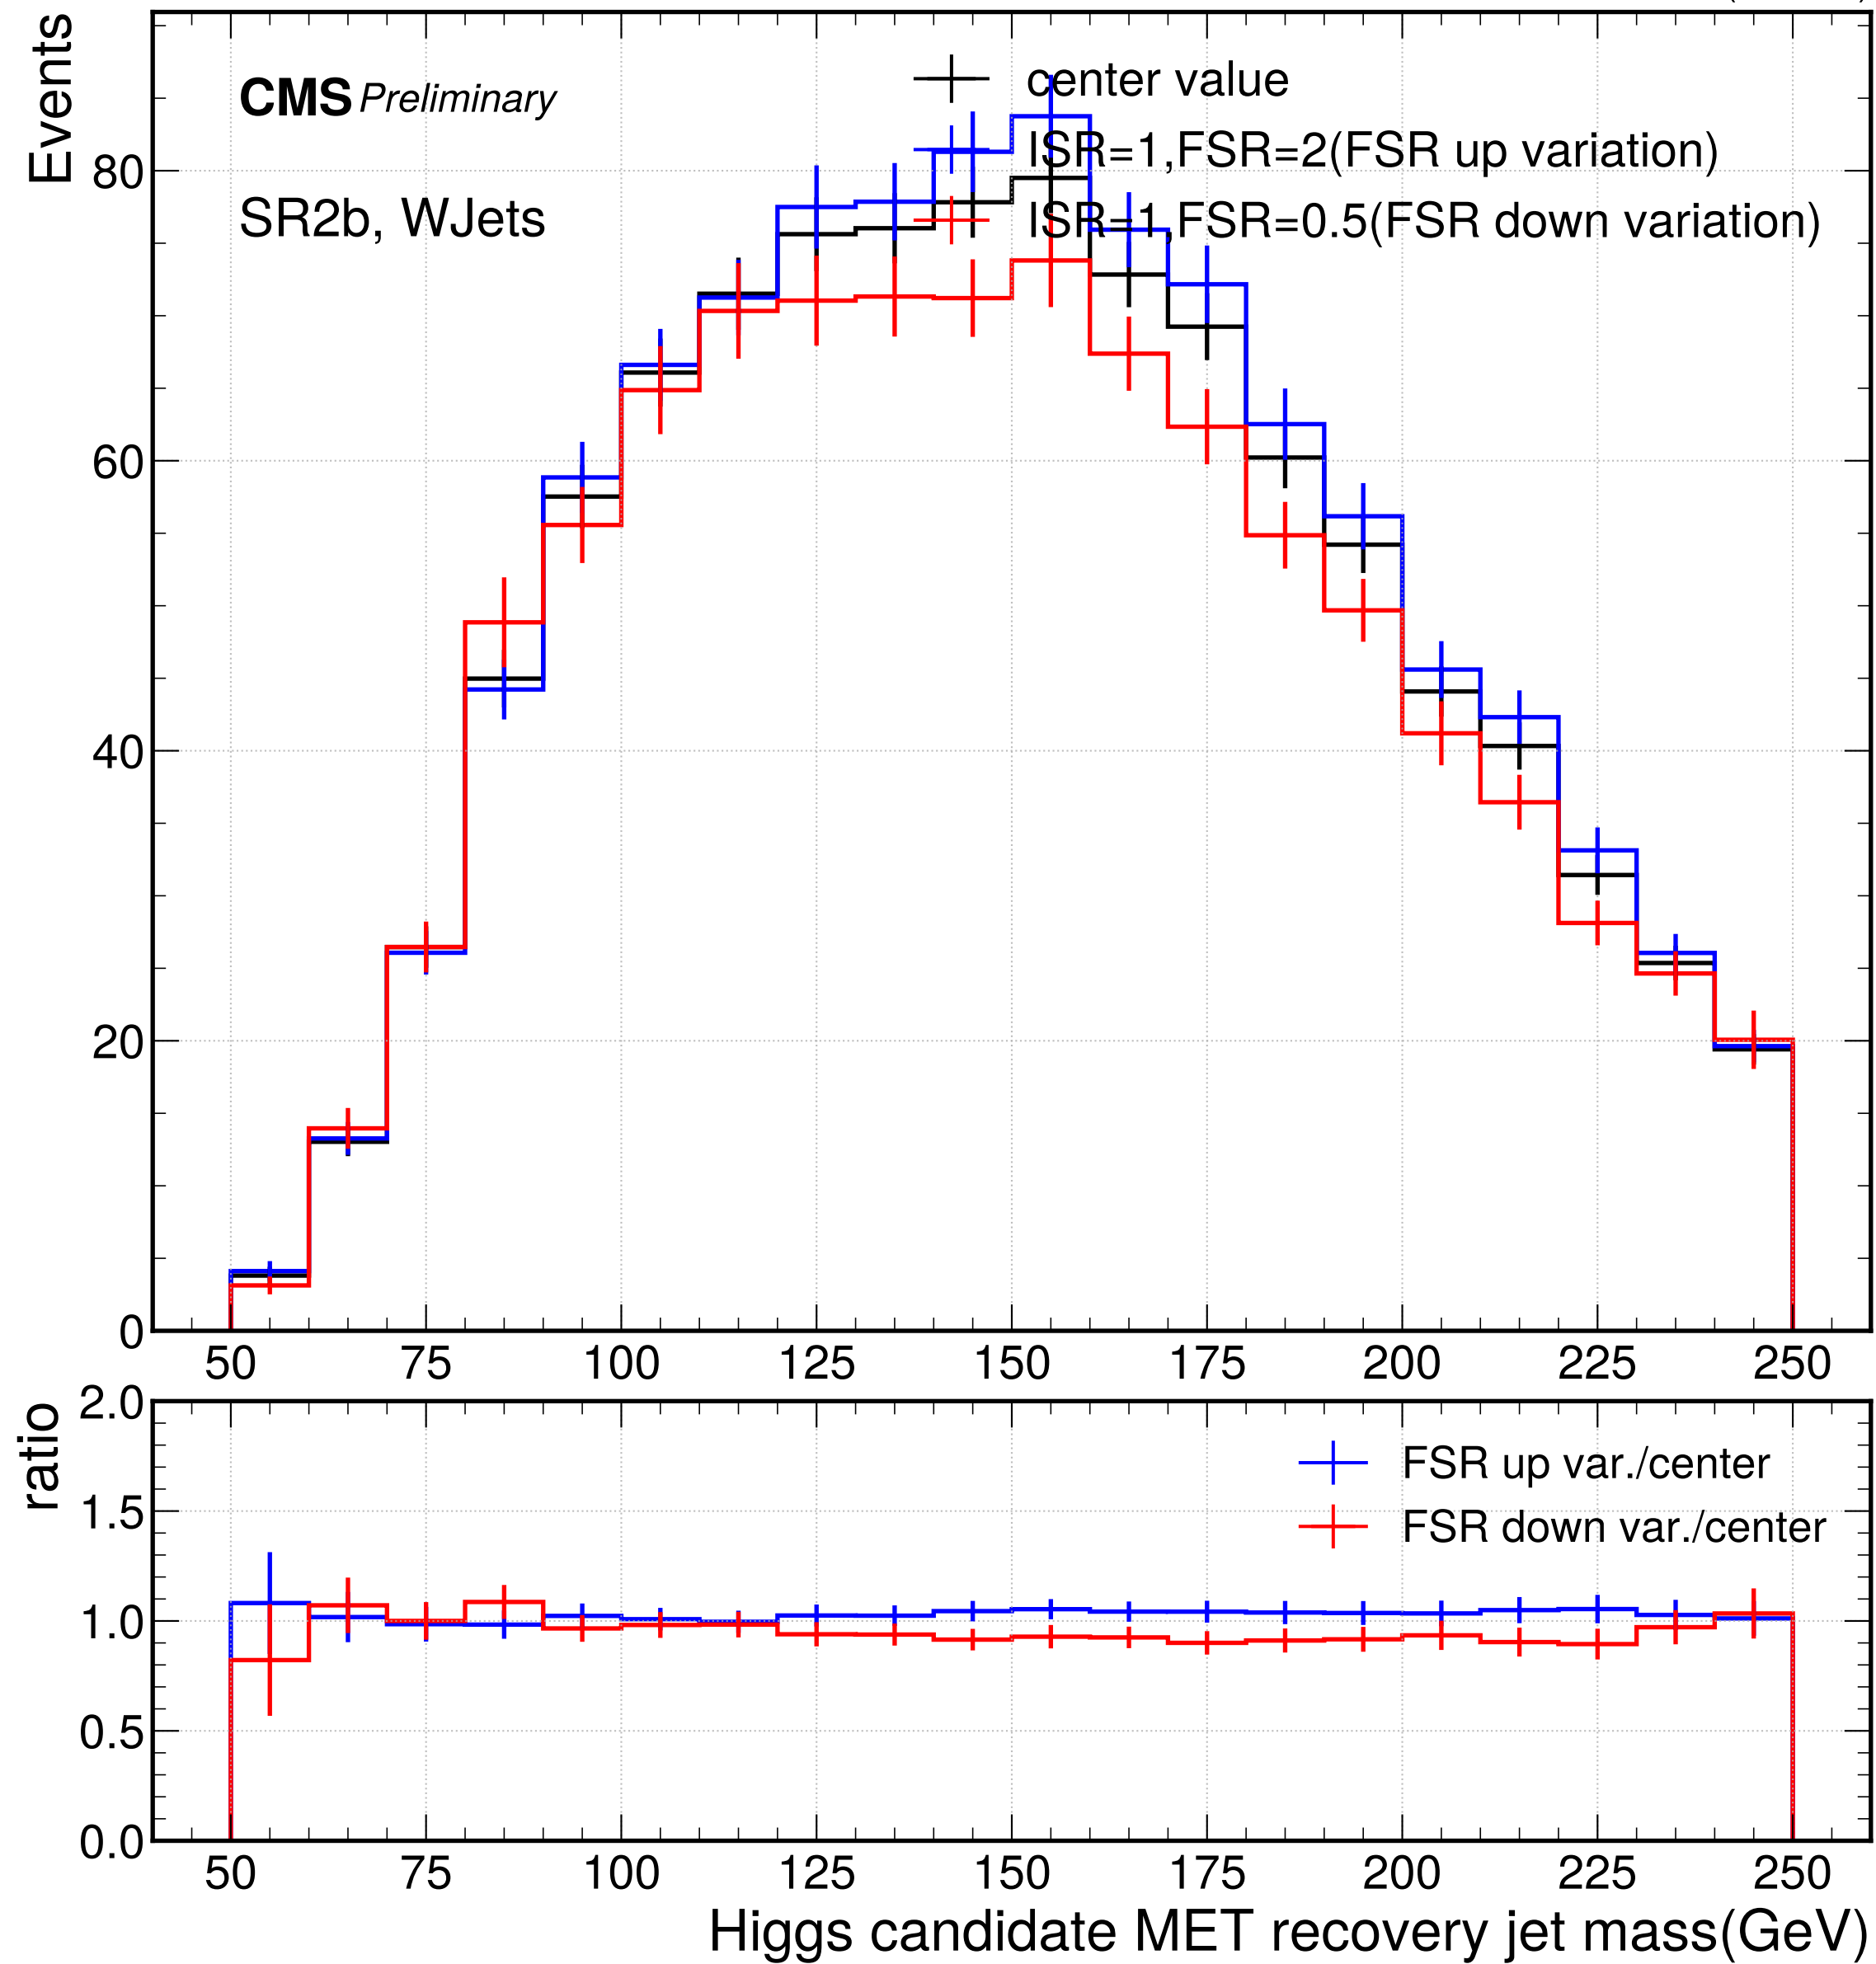 Events
CMS Preliminary
SR2b, WJets
center value
ISR=1,FSR=2(FSR up variation)
ISR=1,FSR=0.5(FSR down variation)
80
60
40
20
0
50 75 100 125 150 175 200 225 250
ratio
FSR up var./center
FSR down var./center
2.0
1.5
1.0
0.5
0.0
50 75 100 125 150 175 200 225 250
Higgs candidate MET recovery jet mass(GeV)